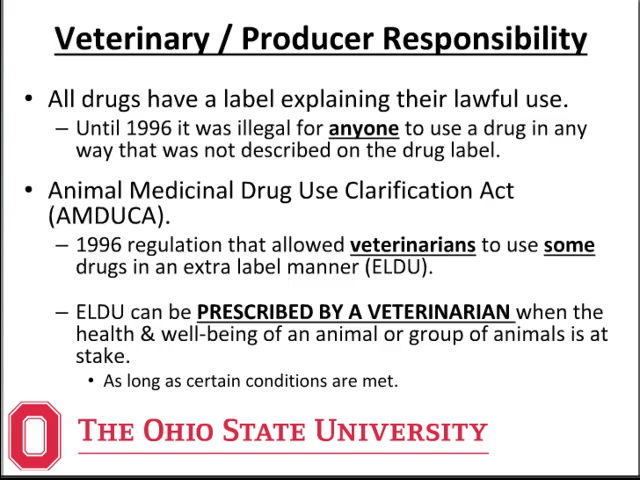 Veterinary / Producer Responsibility
• All drugs have a label explaining their lawful use.
– Until 1996 it was illegal for anyone to use a drug in any
way that was not described on the drug label.
• Animal Medicinal Drug Use Clarification Act
(AMDUCA).
– 1996 regulation that allowed veterinarians to use some
drugs in an extra label manner (ELDU).
– ELDU can be PRESCRIBED BY A VETERINARIAN when the
health & well-being of an animal or group of animals is at
stake.
• As long as certain conditions are met.
THE OHIO STATE UNIVERSITY